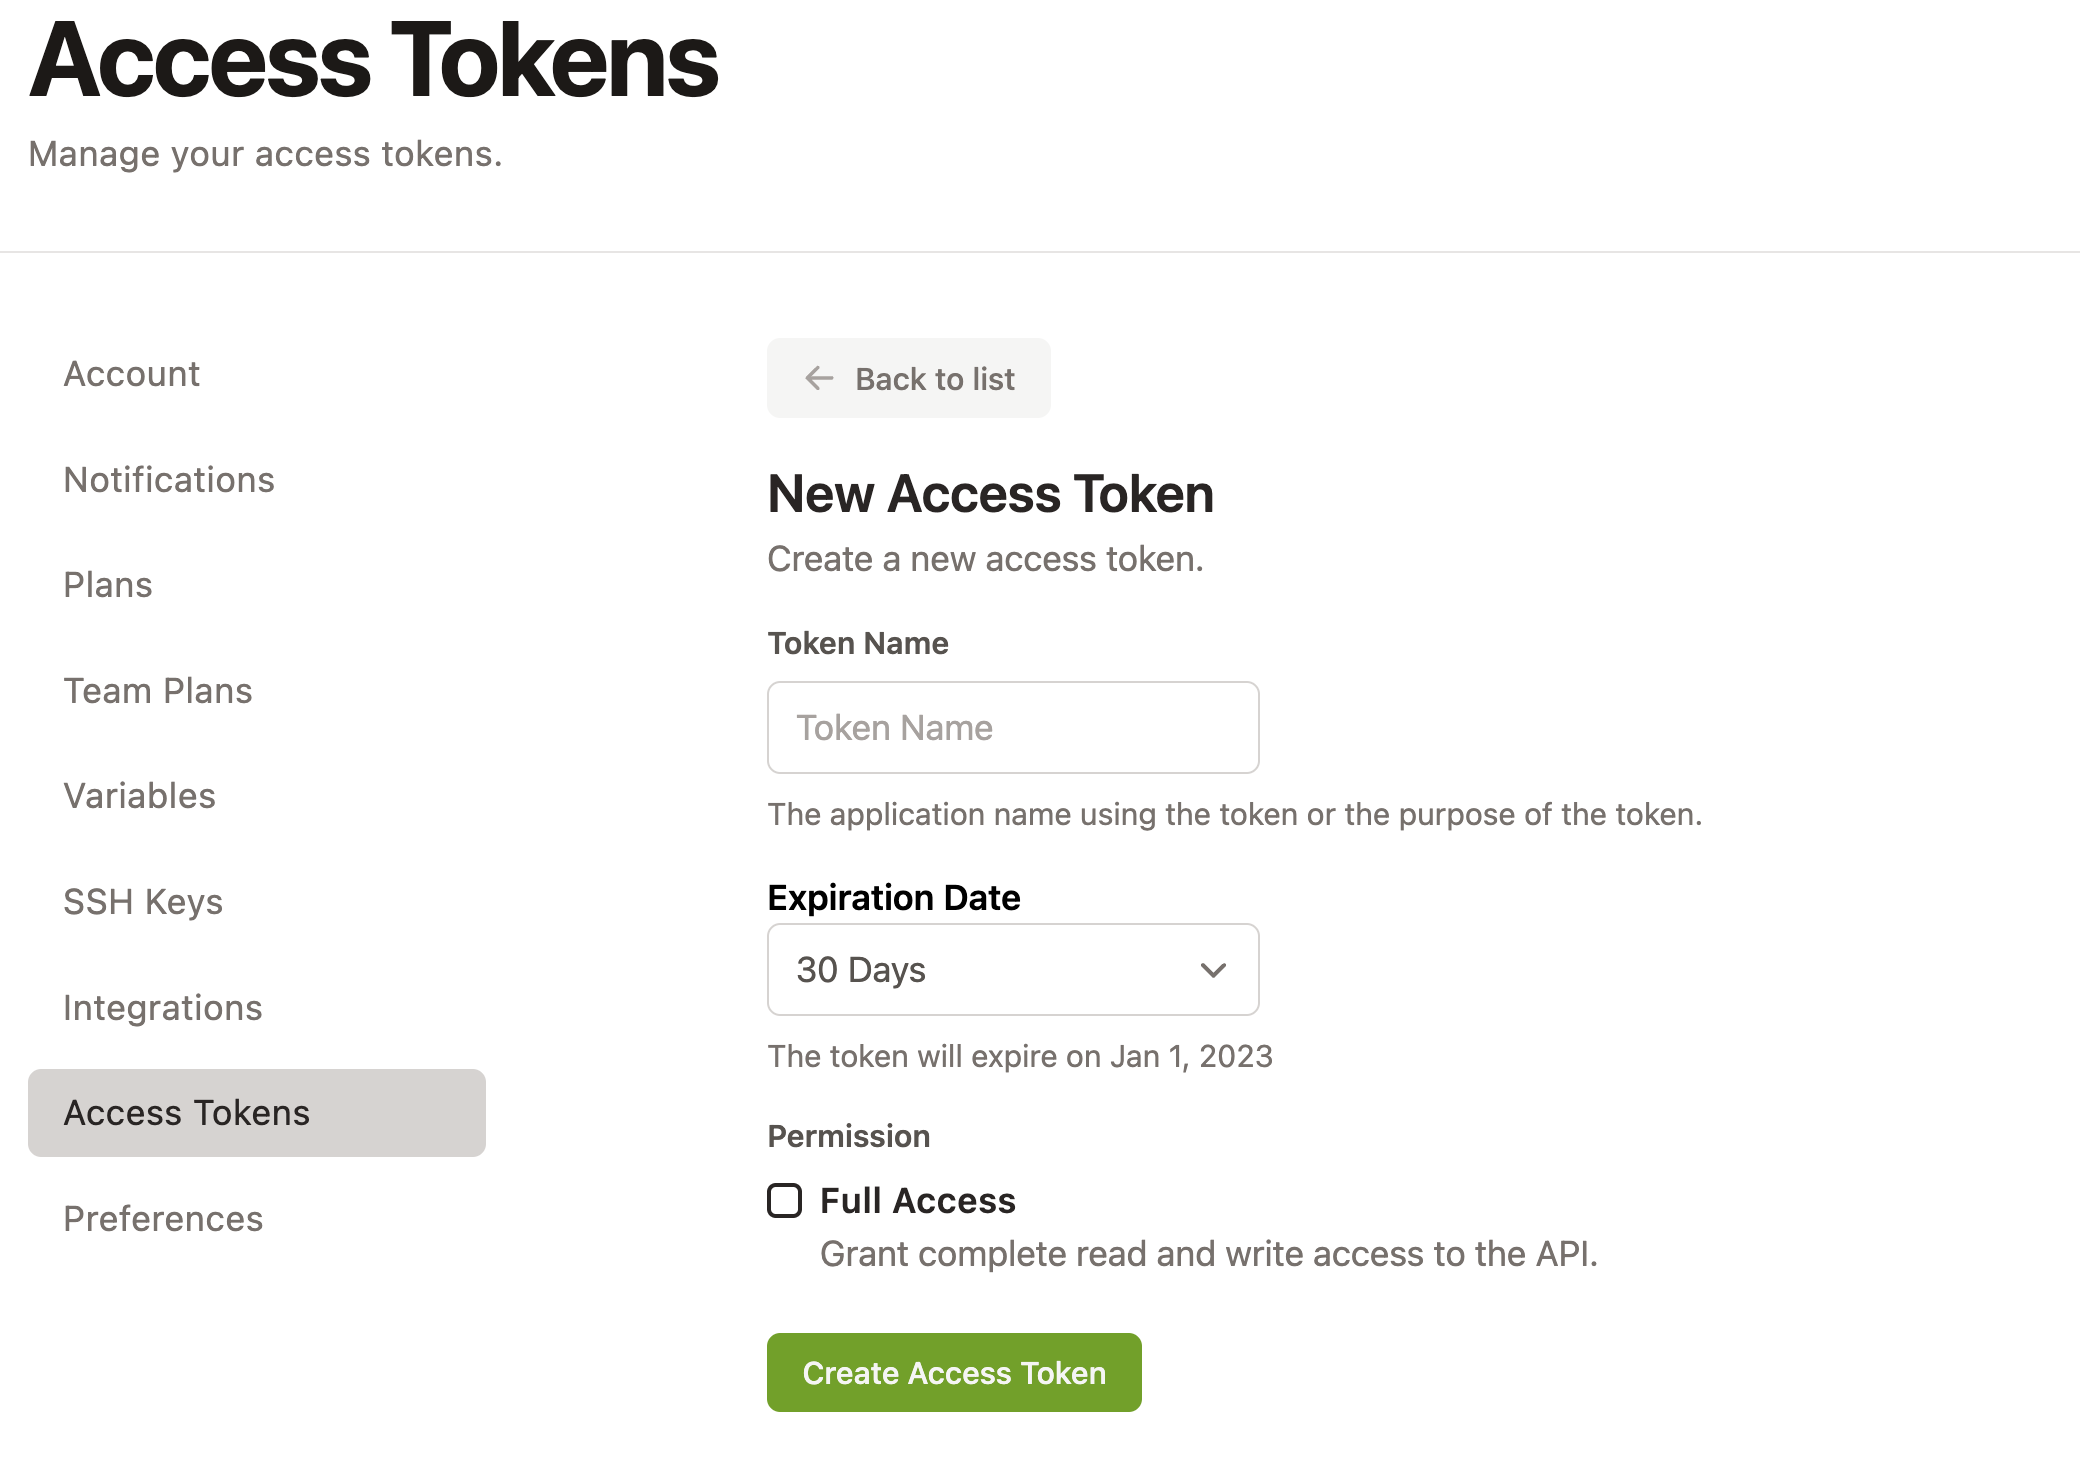 Access Tokens
Manage your access tokens.
Account
Notifications
Plans
Team Plans
Variables
SSH Keys
Integrations
Access Tokens
Preferences
Back to list
New Access Token
Create a new access token.
Token Name
Token Name
The application name using the token or the purpose of the token.
Expiration Date
30 Days
The token will expire on Jan 1, 2023
Permission
Full Access
Grant complete read and write access to the API.
Create Access Token